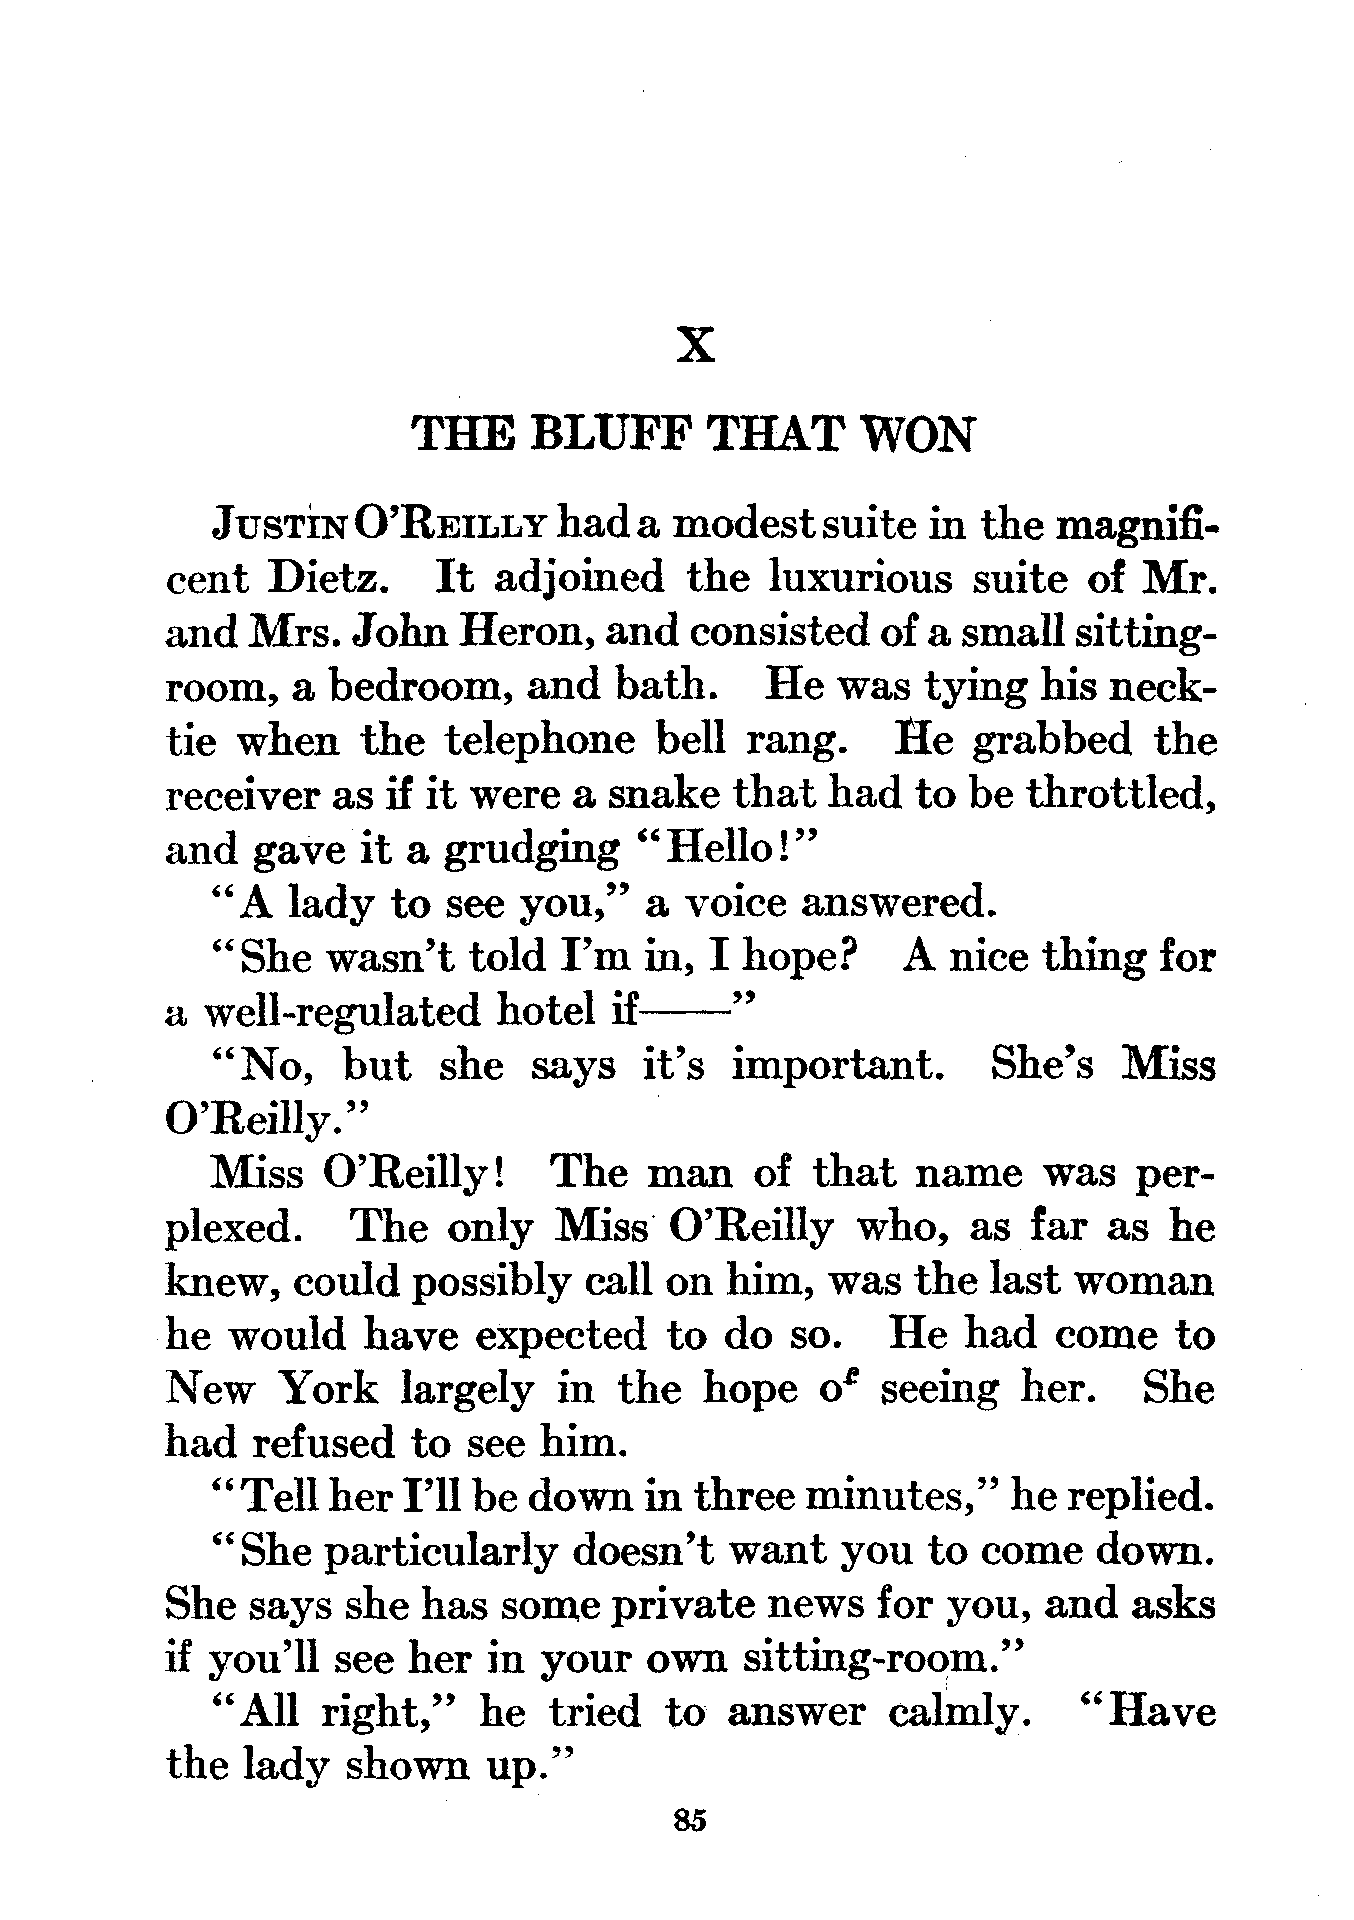 X
THE BLUFF THAT WON
JUSTIN O'REILLY had a modest suite in the magnifi-
cent Dietz. It adjoined the luxurious suite of Mr.
and Mrs. John Heron, and consisted of a small sitting-
room, a bedroom, and bath. He was tying his neck-
tie when the telephone bell rang. He grabbed the
receiver as if it were a snake that had to be throttled,
and gave it a grudging “Hello!”
“A lady to see you,” a voice answered.
“She wasn't told I'm in, I hope? A nice thing for
a well-regulated hotel if——”
“No, but she says it's important. She's Miss
O'Reilly.”
Miss O'Reilly! The man of that name was per-
plexed. The only Miss O'Reilly who, as far as he
knew, could possibly call on him, was the last woman
he would have expected to do so. He had come to
New York largely in the hope of seeing her. She
had refused to see him.
“Tell her I'll be down in three minutes,” he replied.
“She particularly doesn't want you to come down.
She says she has some private news for you, and asks
if you'll see her in your own sitting-room.”
“All right,” he tried to answer calmly. “Have
the lady shown up.”
85